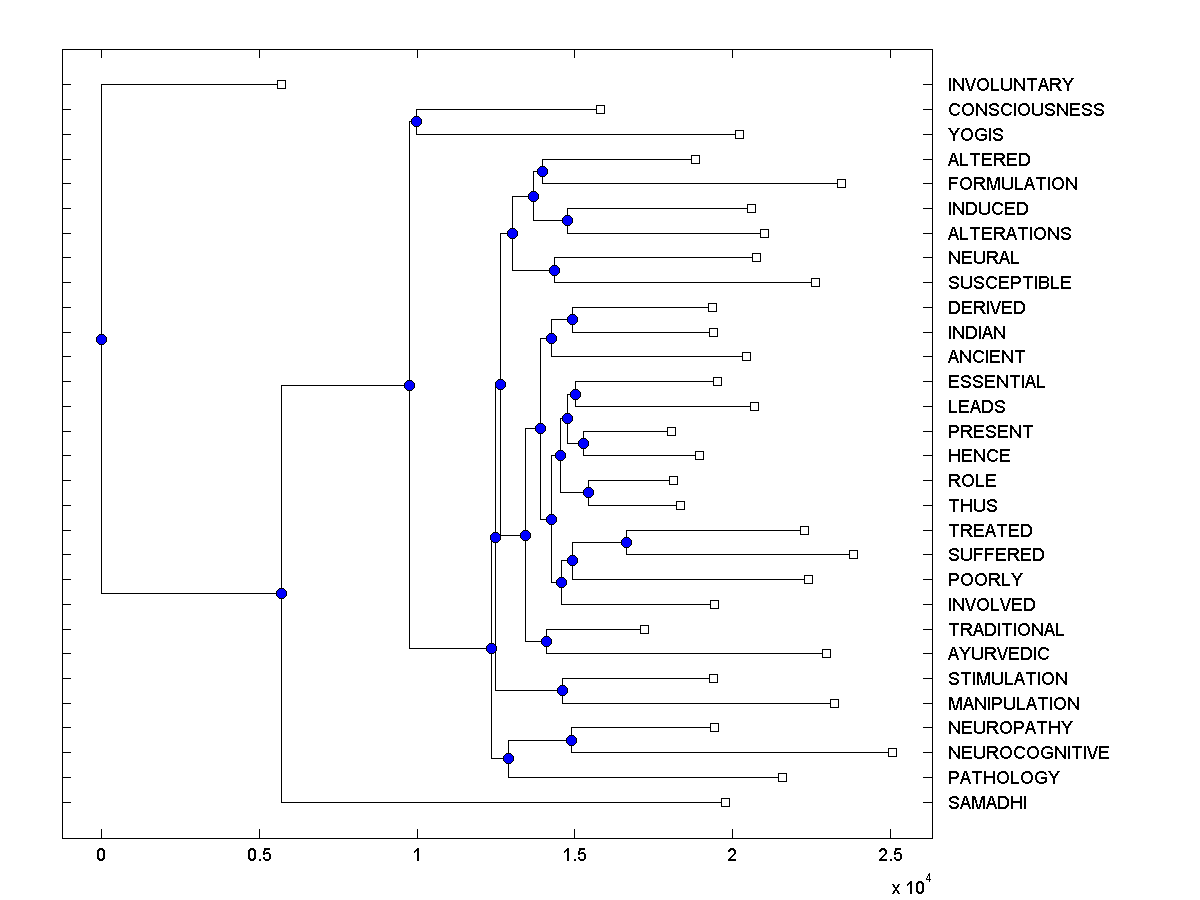 INVOLUNTARY
CONSCIOUSNESS
YOGIS
ALTERED
FORMULATION
INDUCED
ALTERATIONS
NEURAL
SUSCEPTIBLE
DERIVED
INDIAN
ANCIENT
ESSENTIAL
LEADS
PRESENT
HENCE
ROLE
THUS
TREATED
SUFFERED
POORLY
INVOLVED
TRADITIONAL
AYURVEDIC
STIMULATION
MANIPULATION
NEUROPATHY
NEUROCOGNITIVE
PATHOLOGY
SAMADHI
0 0.5 1 1.5 2 2.5
x 10^4